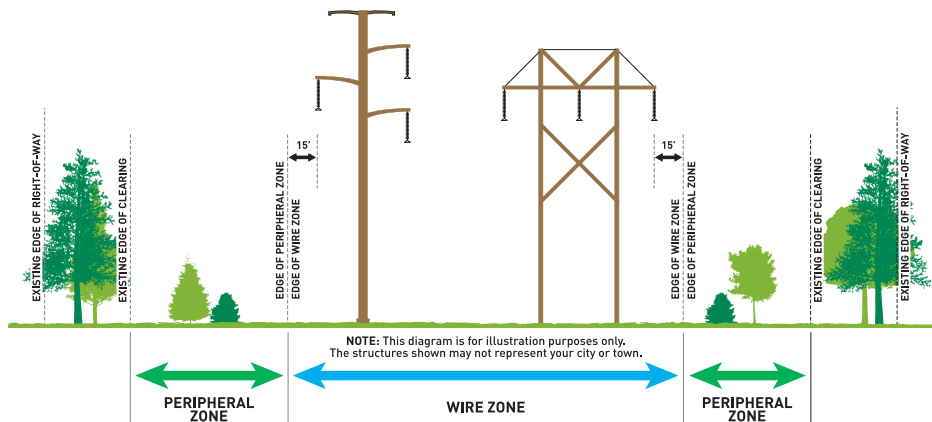 EXISTING EDGE OF RIGHT-OF-WAY
EXISTING EDGE OF CLEARING
EDGE OF PERIPHERAL ZONE
EDGE OF WIRE ZONE
15'
15'
EDGE OF WIRE ZONE
EDGE OF PERIPHERAL ZONE
EXISTING EDGE OF CLEARING
EXISTING EDGE OF RIGHT-OF-WAY
NOTE: This diagram is for illustration purposes only.
The structures shown may not represent your city or town.
PERIPHERAL
ZONE
WIRE ZONE
PERIPHERAL
ZONE